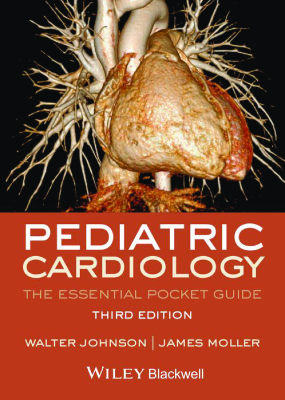 PEDIATRIC
CARDIOLOGY
THE ESSENTIAL POCKET GUIDE
THIRD EDITION
WALTER JOHNSON | JAMES MOLLER
WILEY Blackwell